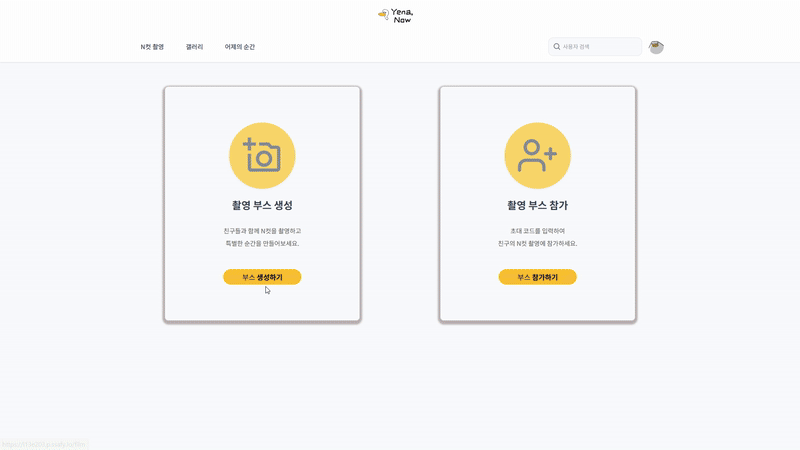 Yena,
Now
N컷 촬영
갤러리
어제의 순간
사용자 검색
촬영 부스 생성
친구들과 함께 N컷을 촬영하고
특별한 순간을 만들어보세요.
부스 생성하기
촬영 부스 참가
초대 코드를 입력하여
친구의 N컷 촬영에 참가하세요.
부스 참가하기